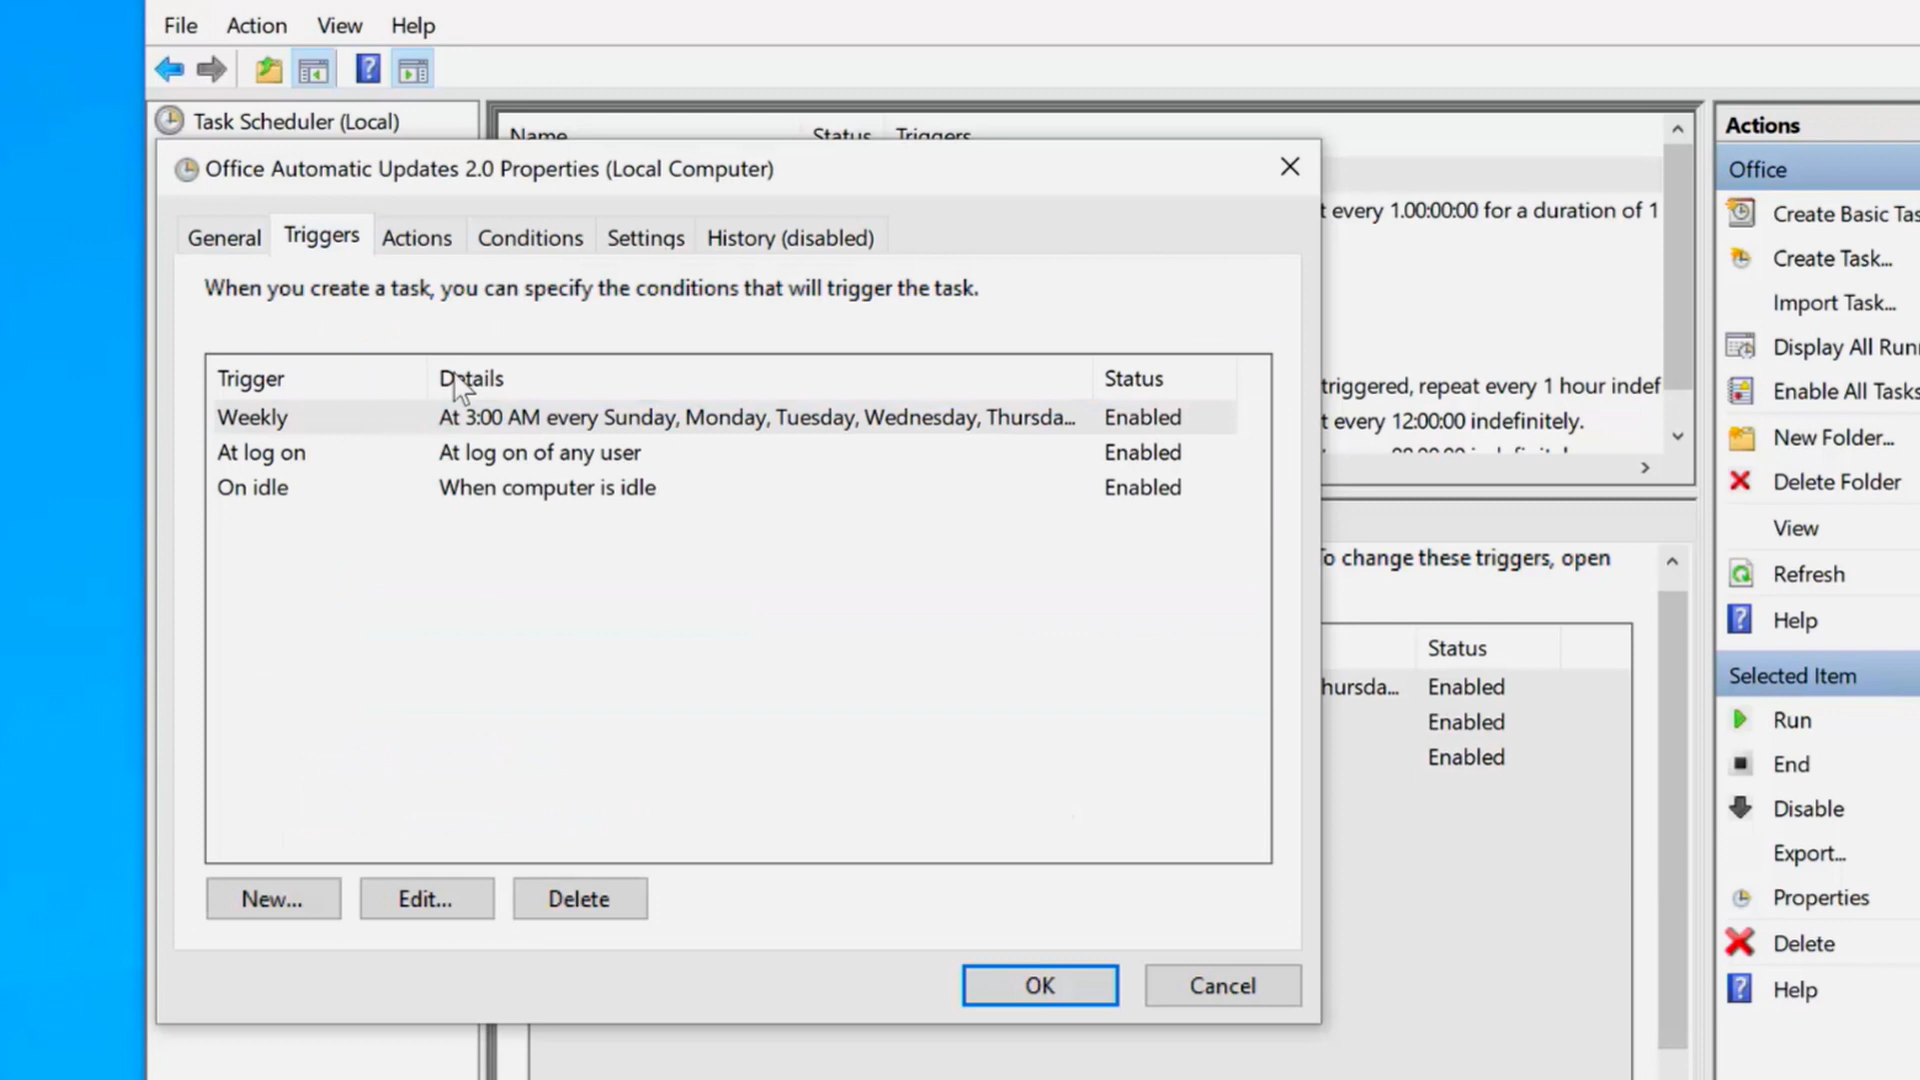 File Action View Help
Task Scheduler (Local)
Name Status Triggers
Office Automatic Updates 2.0 Properties (Local Computer)
General Triggers Actions Conditions Settings History (disabled)
When you create a task, you can specify the conditions that will trigger the task.
Trigger Details Status
Weekly At 3:00 AM every Sunday, Monday, Tuesday, Wednesday, Thursda... Enabled
At log on At log on of any user Enabled
On idle When computer is idle Enabled
New... Edit... Delete
OK Cancel
t every 1.00:00:00 for a duration of 1
triggered, repeat every 1 hour indef
t every 12:00:00 indefinitely.
To change these triggers, open
Status
hursda... Enabled
Enabled
Enabled
Actions
Office
Create Basic Tas
Create Task...
Import Task...
Display All Runn
Enable All Tasks
New Folder...
Delete Folder
View
Refresh
Help
Selected Item
Run
End
Disable
Export...
Properties
Delete
Help